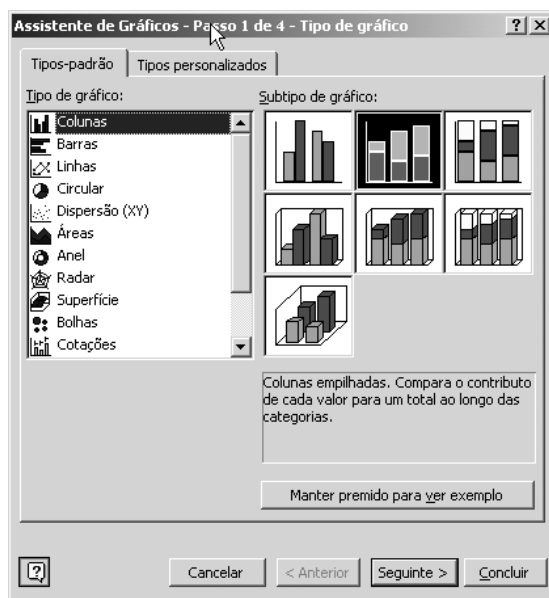 Assistente de Gráficos - Passo 1 de 4 - Tipo de gráfico
Tipos-padrão
Tipos personalizados
Tipo de gráfico:
Colunas
Barras
Linhas
Circular
Dispersão (XY)
Áreas
Anel
Radar
Superfície
Bolhas
Cotações
Subtipo de gráfico:
Colunas empilhadas. Compara o contributo
de cada valor para um total ao longo das
categorias.
Manter premido para ver exemplo
Cancelar
< Anterior
Seguinte >
Concluir